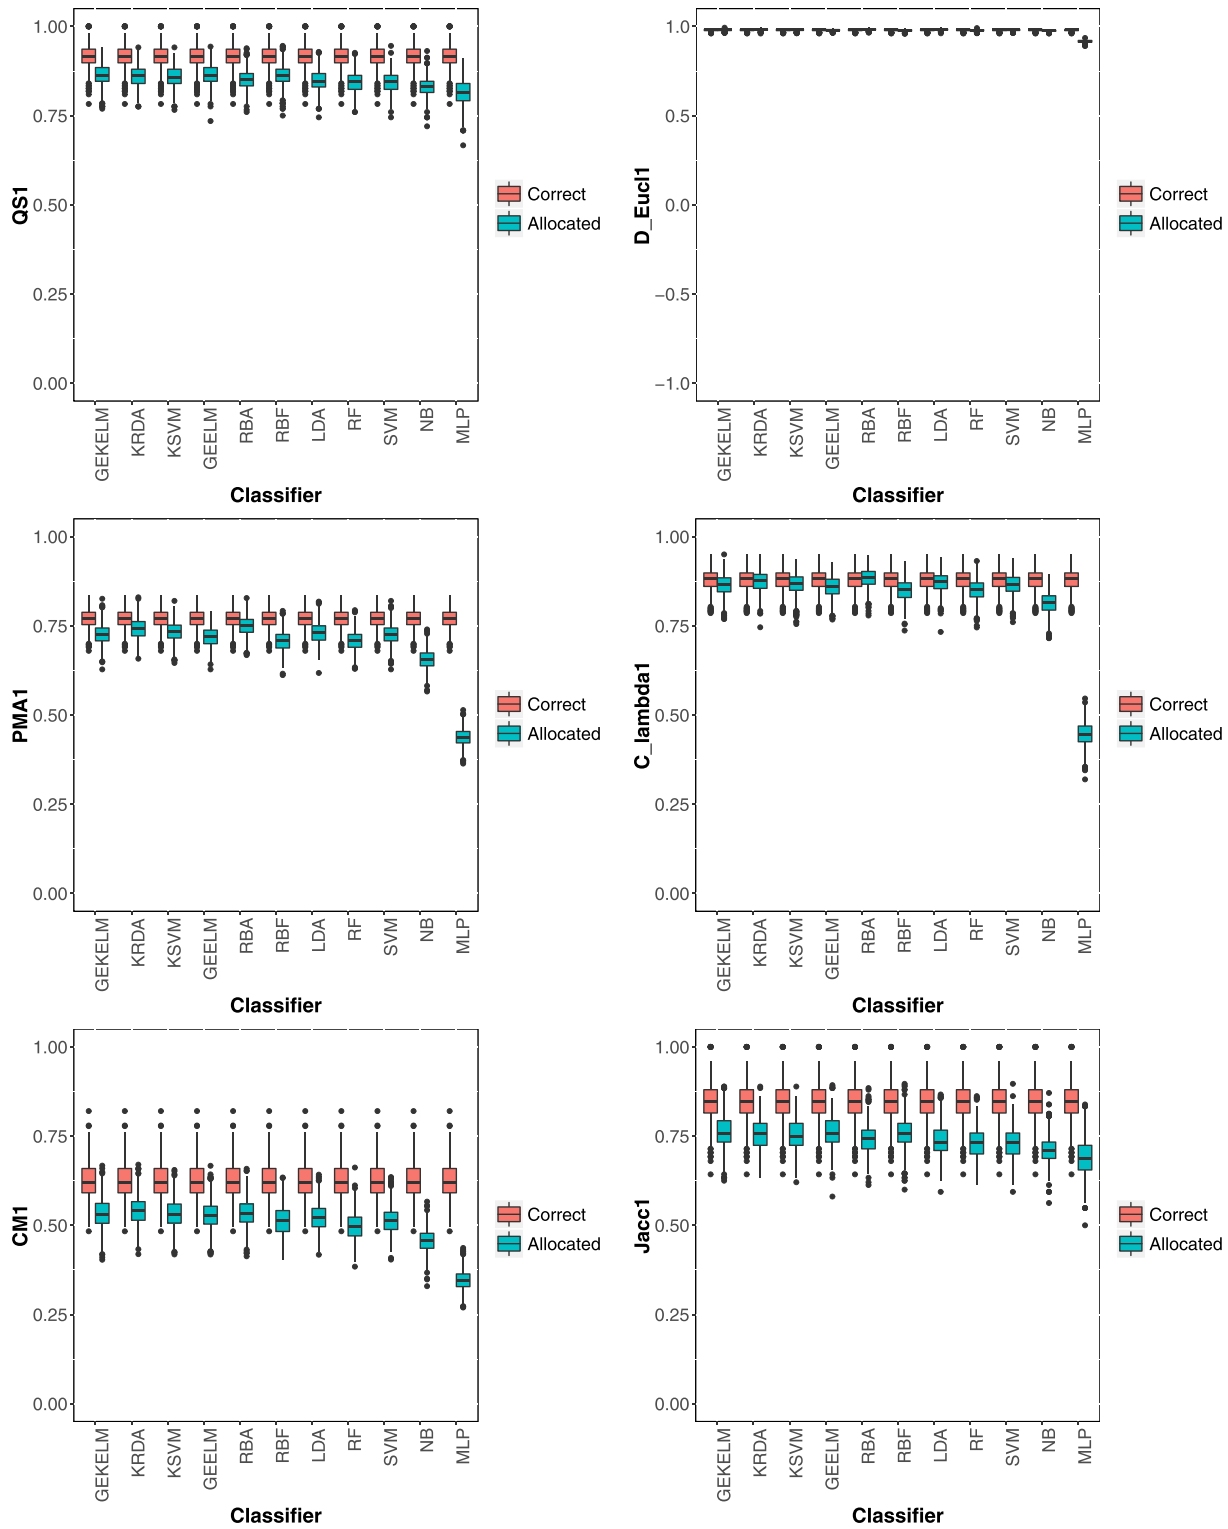 QS1
1.00
0.75
0.50
0.25
0.00
GEKELM
KRDA
KSVM
GEELM
RBA
RBF
LDA
RF
SVM
NB
MLP
Classifier
Correct
Allocated
D_Eucl1
1.0
0.5
0.0
−0.5
−1.0
GEKELM
KRDA
KSVM
GEELM
RBA
RBF
LDA
RF
SVM
NB
MLP
Classifier
Correct
Allocated
PMA1
1.00
0.75
0.50
0.25
0.00
GEKELM
KRDA
KSVM
GEELM
RBA
RBF
LDA
RF
SVM
NB
MLP
Classifier
Correct
Allocated
C_lambda1
1.00
0.75
0.50
0.25
0.00
GEKELM
KRDA
KSVM
GEELM
RBA
RBF
LDA
RF
SVM
NB
MLP
Classifier
Correct
Allocated
CM1
1.00
0.75
0.50
0.25
0.00
GEKELM
KRDA
KSVM
GEELM
RBA
RBF
LDA
RF
SVM
NB
MLP
Classifier
Correct
Allocated
Jacc1
1.00
0.75
0.50
0.25
0.00
GEKELM
KRDA
KSVM
GEELM
RBA
RBF
LDA
RF
SVM
NB
MLP
Classifier
Correct
Allocated